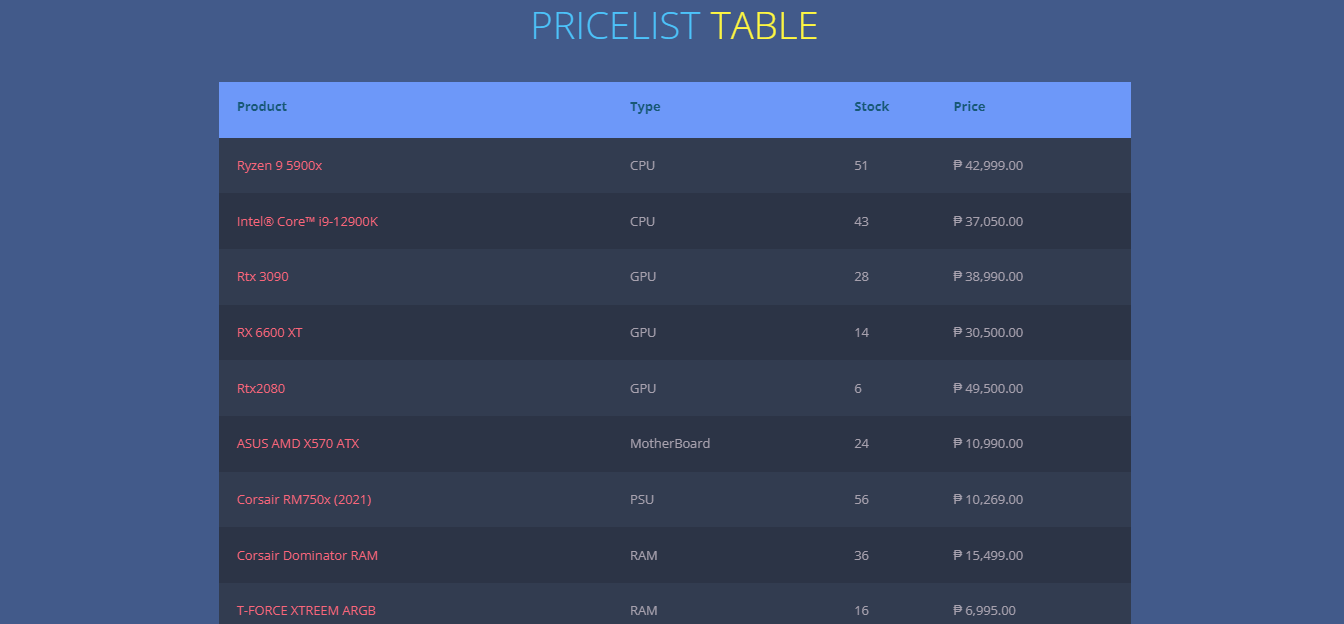 PRICELIST TABLE
Product Type Stock Price
Ryzen 9 5900x CPU 51 ₱ 42,999.00
Intel® Core™ i9-12900K CPU 43 ₱ 37,050.00
Rtx 3090 GPU 28 ₱ 38,990.00
RX 6600 XT GPU 14 ₱ 30,500.00
Rtx2080 GPU 6 ₱ 49,500.00
ASUS AMD X570 ATX MotherBoard 24 ₱ 10,990.00
Corsair RM750x (2021) PSU 56 ₱ 10,269.00
Corsair Dominator RAM RAM 36 ₱ 15,499.00
T-FORCE XTREEM ARGB RAM 16 ₱ 6,995.00